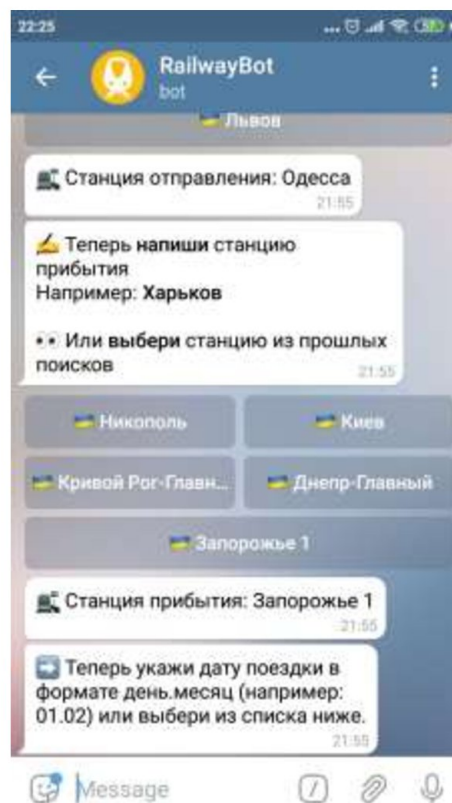 22:25
RailwayBot
bot
Львов
Станция отправления: Одесса
21:55
Теперь напиши станцию
прибытия
Например: Харьков
Или выбери станцию из прошлых
поисков
21:55
Никополь
Киев
Кривой Рог-Главн...
Днепр-Главный
Запорожье 1
Станция прибытия: Запорожье 1
21:55
Теперь укажи дату поездки в
формате день.месяц (например:
01.02) или выбери из списка ниже.
21:55
Message